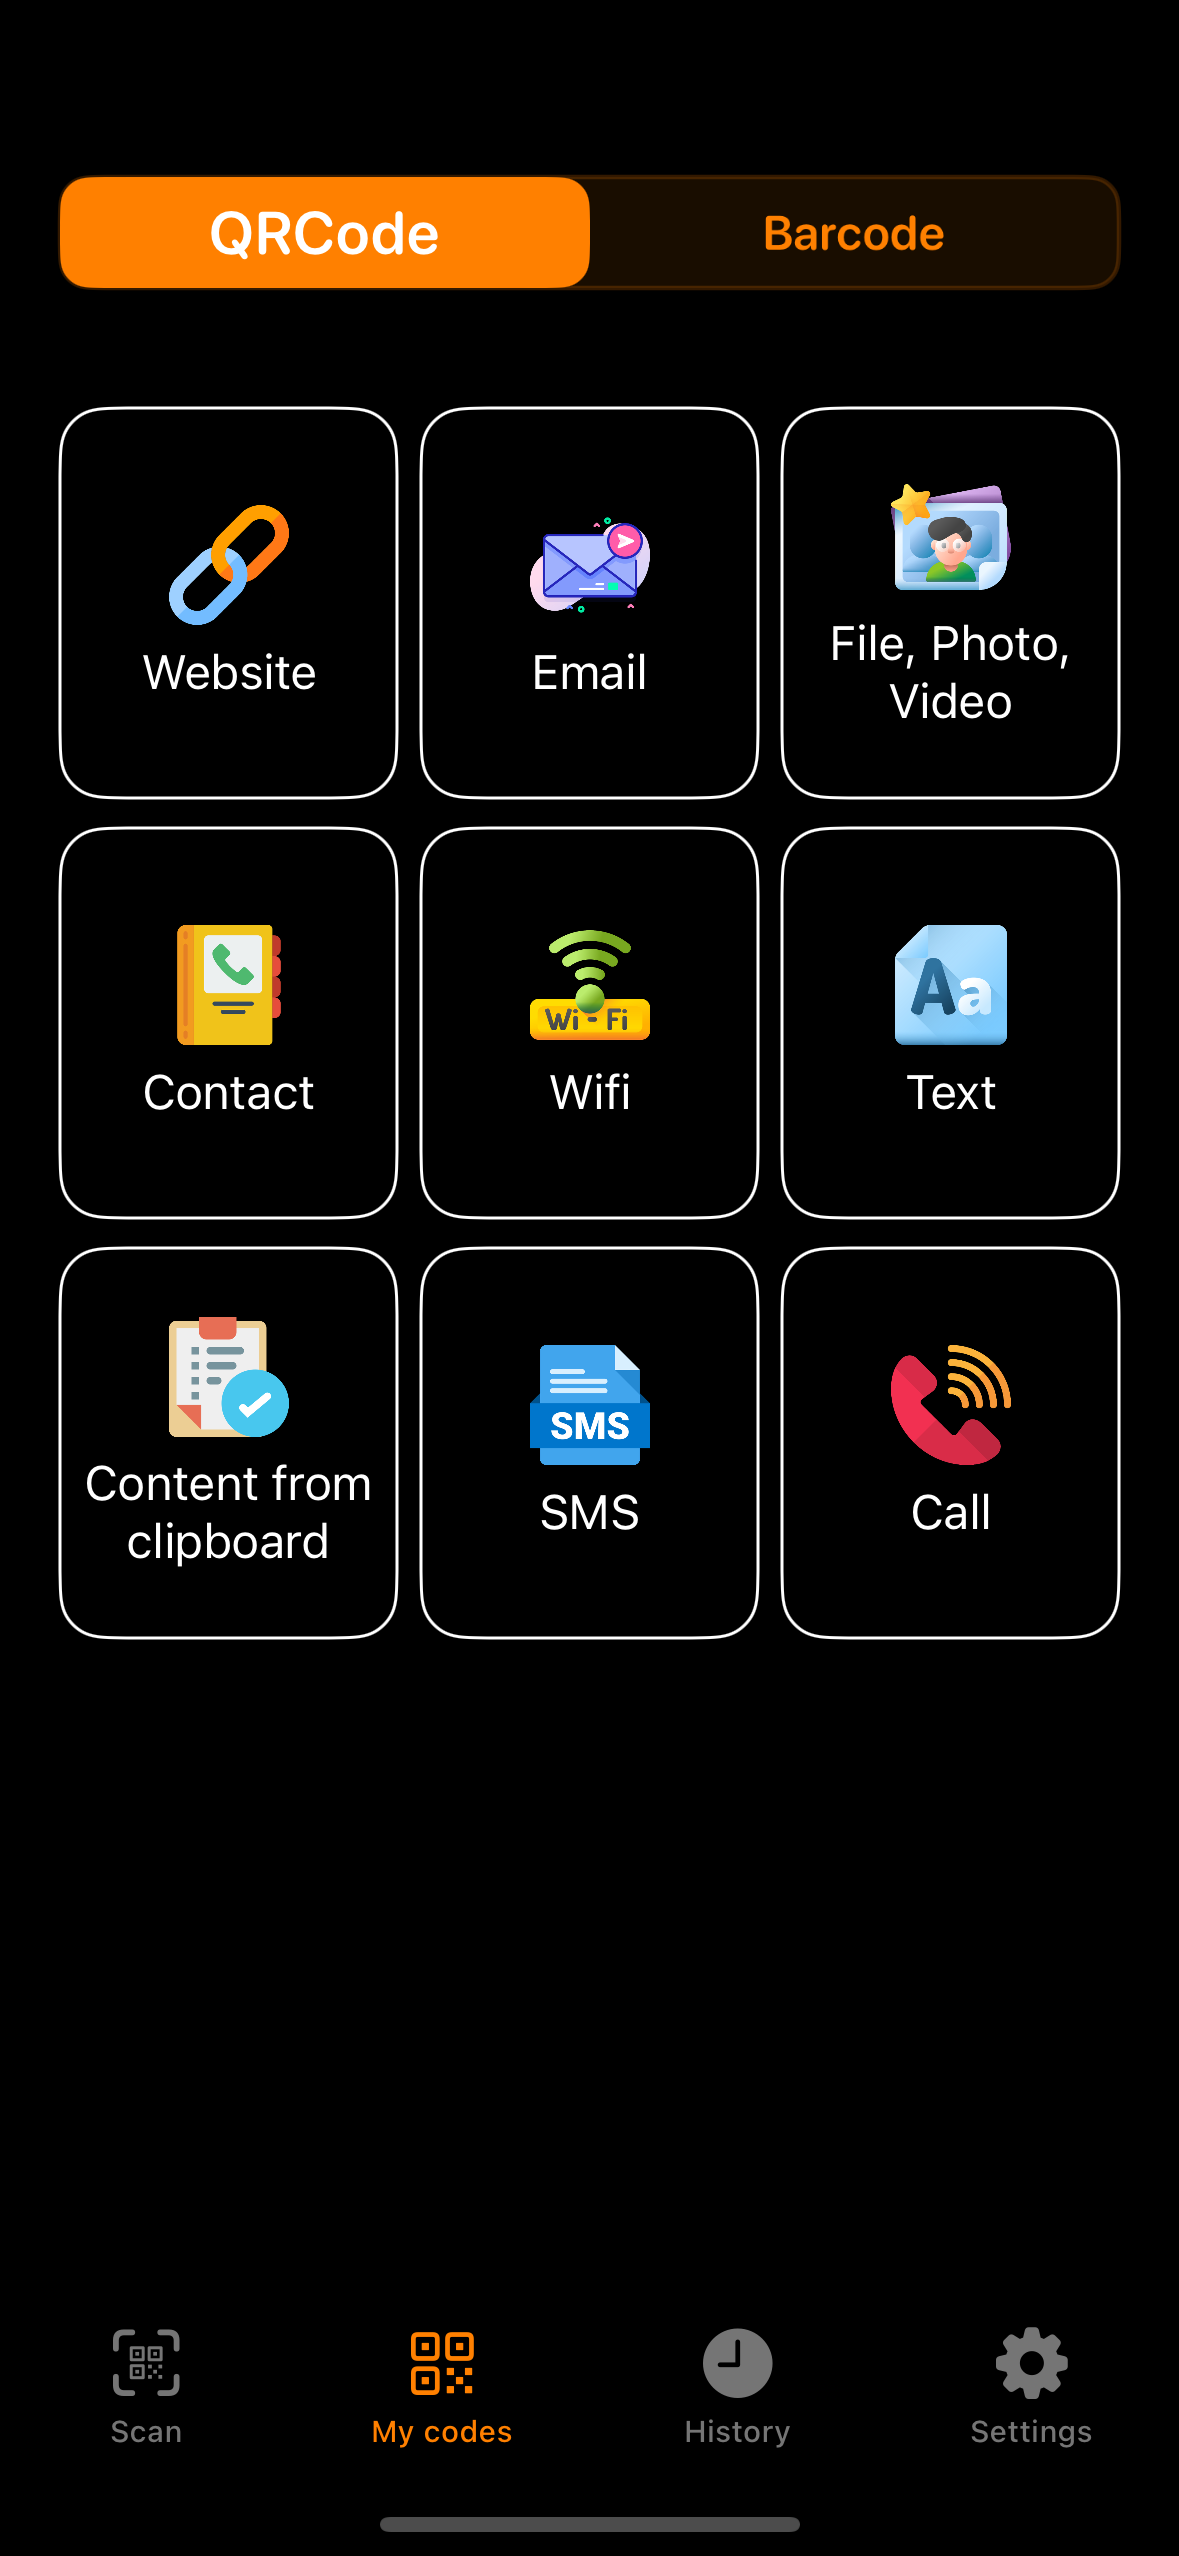 QRCode
Barcode
Website
Email
File, Photo,
Video
Contact
Wi-Fi
Wifi
Aa
Text
Content from
clipboard
SMS
SMS
Call
Scan
My codes
History
Settings